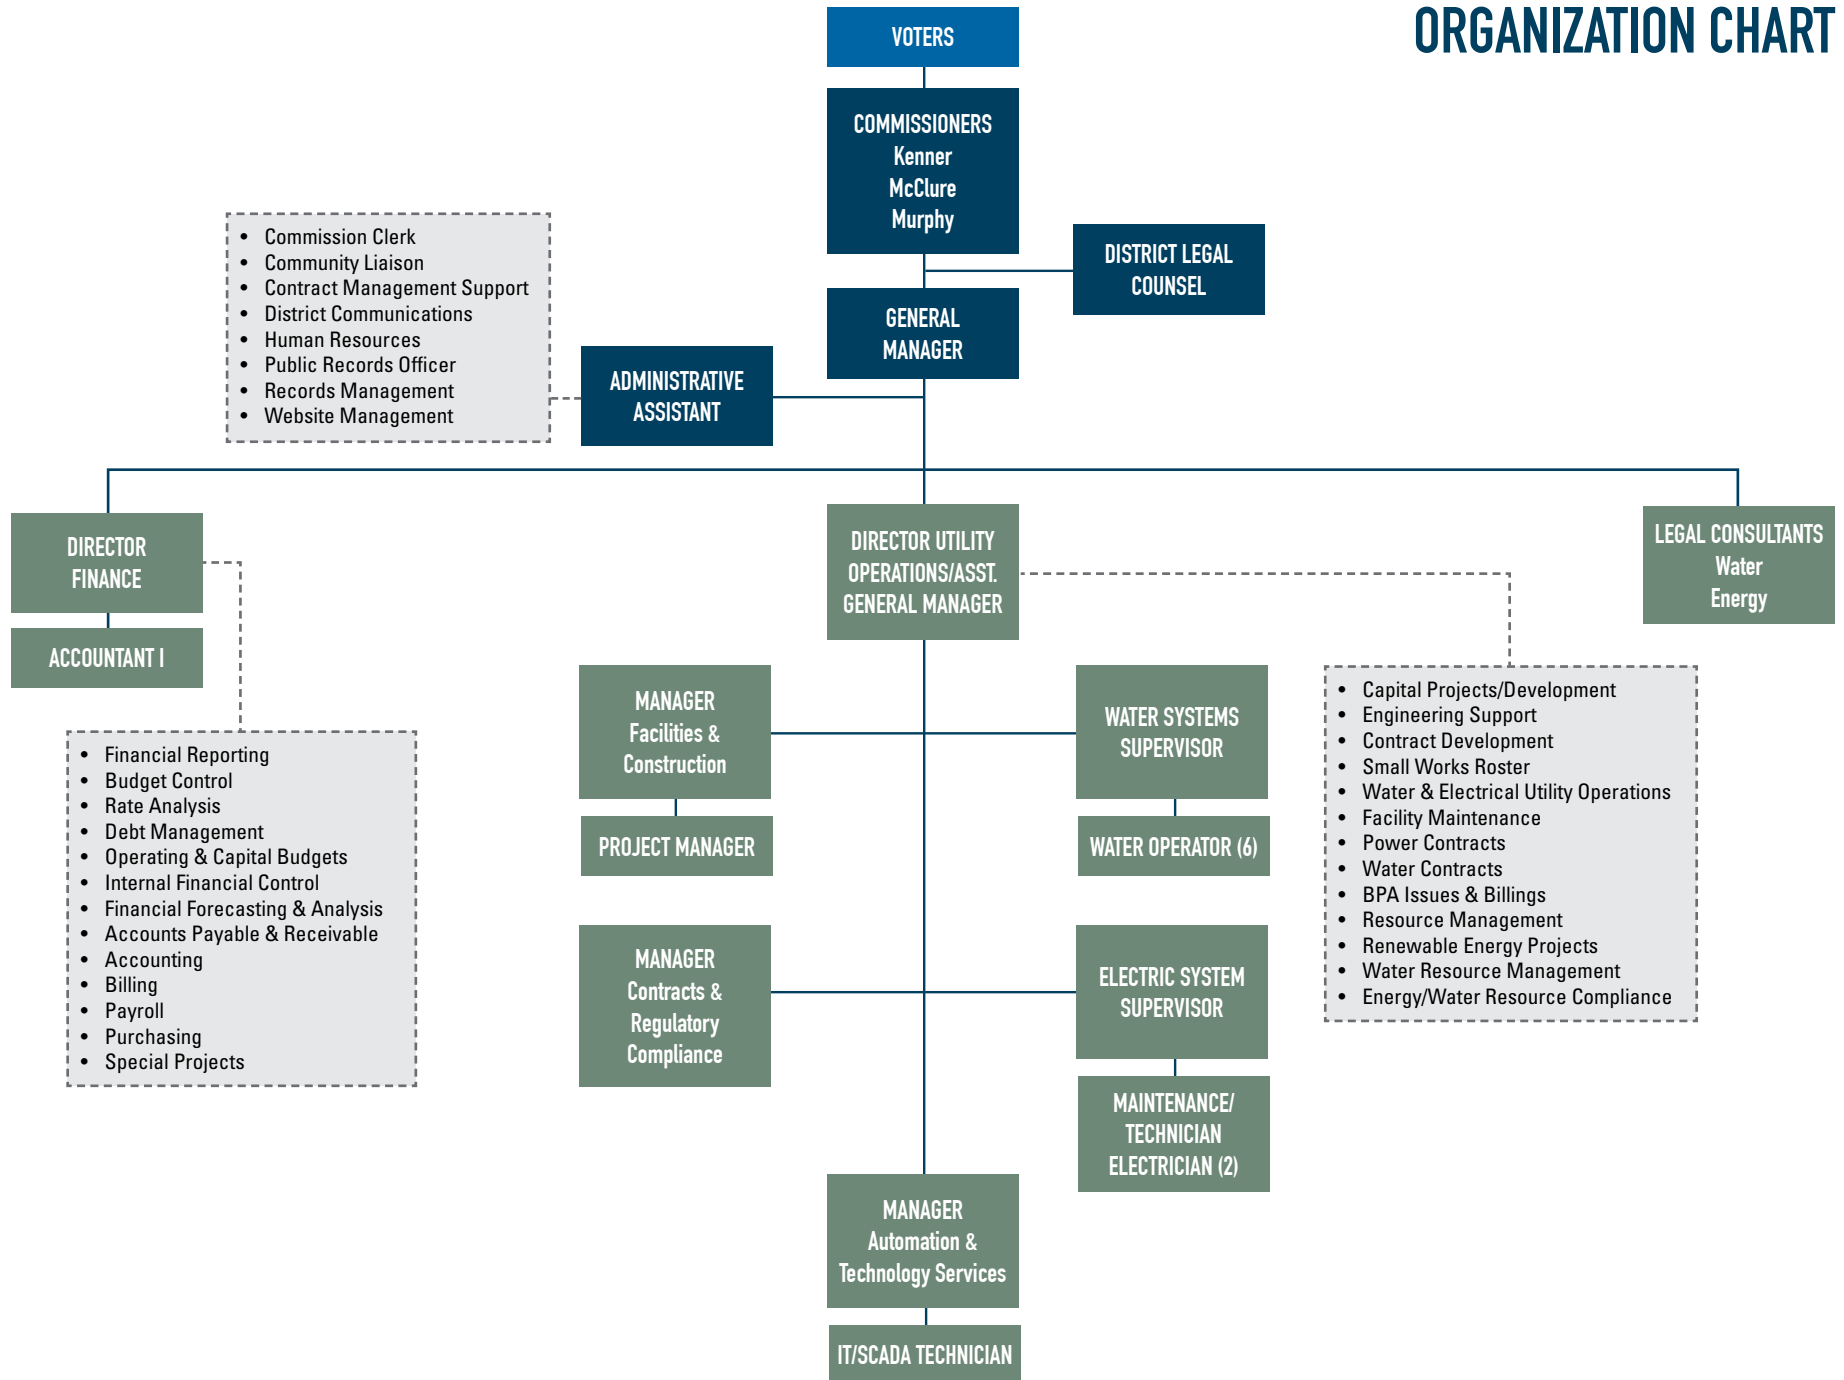 ORGANIZATION CHART
VOTERS
COMMISSIONERS
Kenner
McClure
Murphy
DISTRICT LEGAL
COUNSEL
GENERAL
MANAGER
ADMINISTRATIVE
ASSISTANT
• Commission Clerk
• Community Liaison
• Contract Management Support
• District Communications
• Human Resources
• Public Records Officer
• Records Management
• Website Management
DIRECTOR
FINANCE
ACCOUNTANT I
• Financial Reporting
• Budget Control
• Rate Analysis
• Debt Management
• Operating & Capital Budgets
• Internal Financial Control
• Financial Forecasting & Analysis
• Accounts Payable & Receivable
• Accounting
• Billing
• Payroll
• Purchasing
• Special Projects
DIRECTOR UTILITY
OPERATIONS/ASST.
GENERAL MANAGER
LEGAL CONSULTANTS
Water
Energy
• Capital Projects/Development
• Engineering Support
• Contract Development
• Small Works Roster
• Water & Electrical Utility Operations
• Facility Maintenance
• Power Contracts
• Water Contracts
• BPA Issues & Billings
• Resource Management
• Renewable Energy Projects
• Water Resource Management
• Energy/Water Resource Compliance
MANAGER
Facilities &
Construction
PROJECT MANAGER
WATER SYSTEMS
SUPERVISOR
WATER OPERATOR (6)
MANAGER
Contracts &
Regulatory
Compliance
ELECTRIC SYSTEM
SUPERVISOR
MAINTENANCE/
TECHNICIAN
ELECTRICIAN (2)
MANAGER
Automation &
Technology Services
IT/SCADA TECHNICIAN